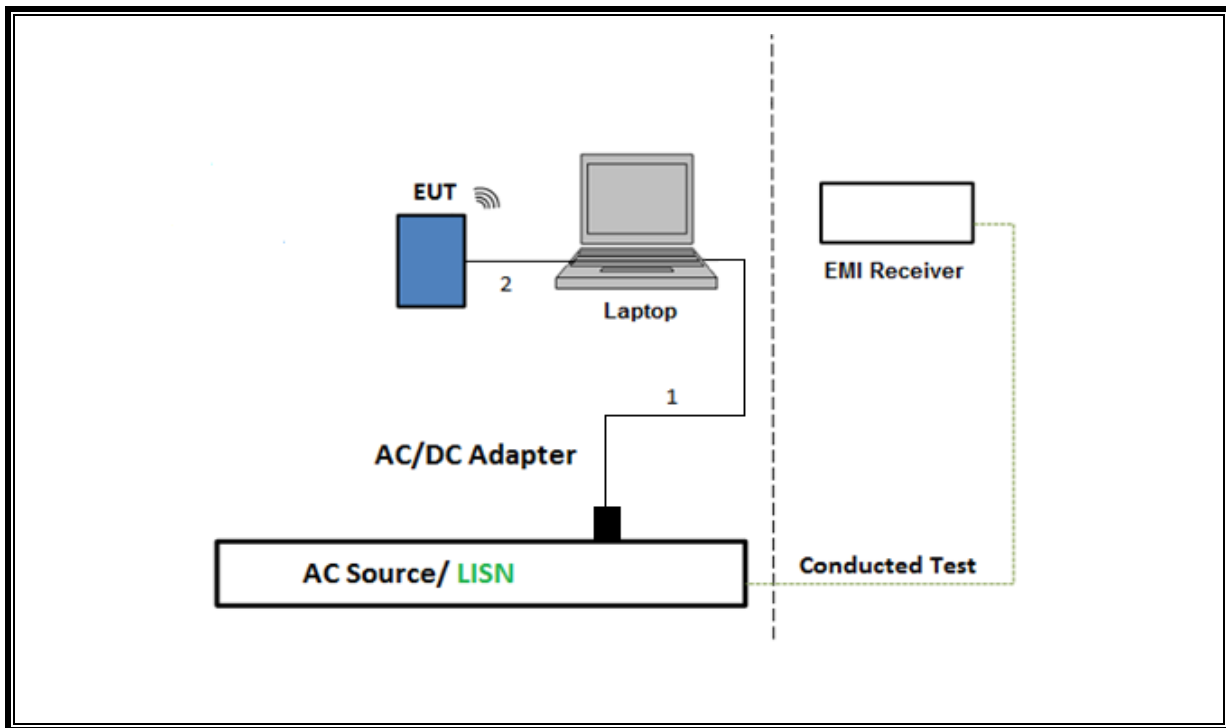 EUT
2
Laptop
EMI Receiver
1
AC/DC Adapter
AC Source/ LISN
Conducted Test